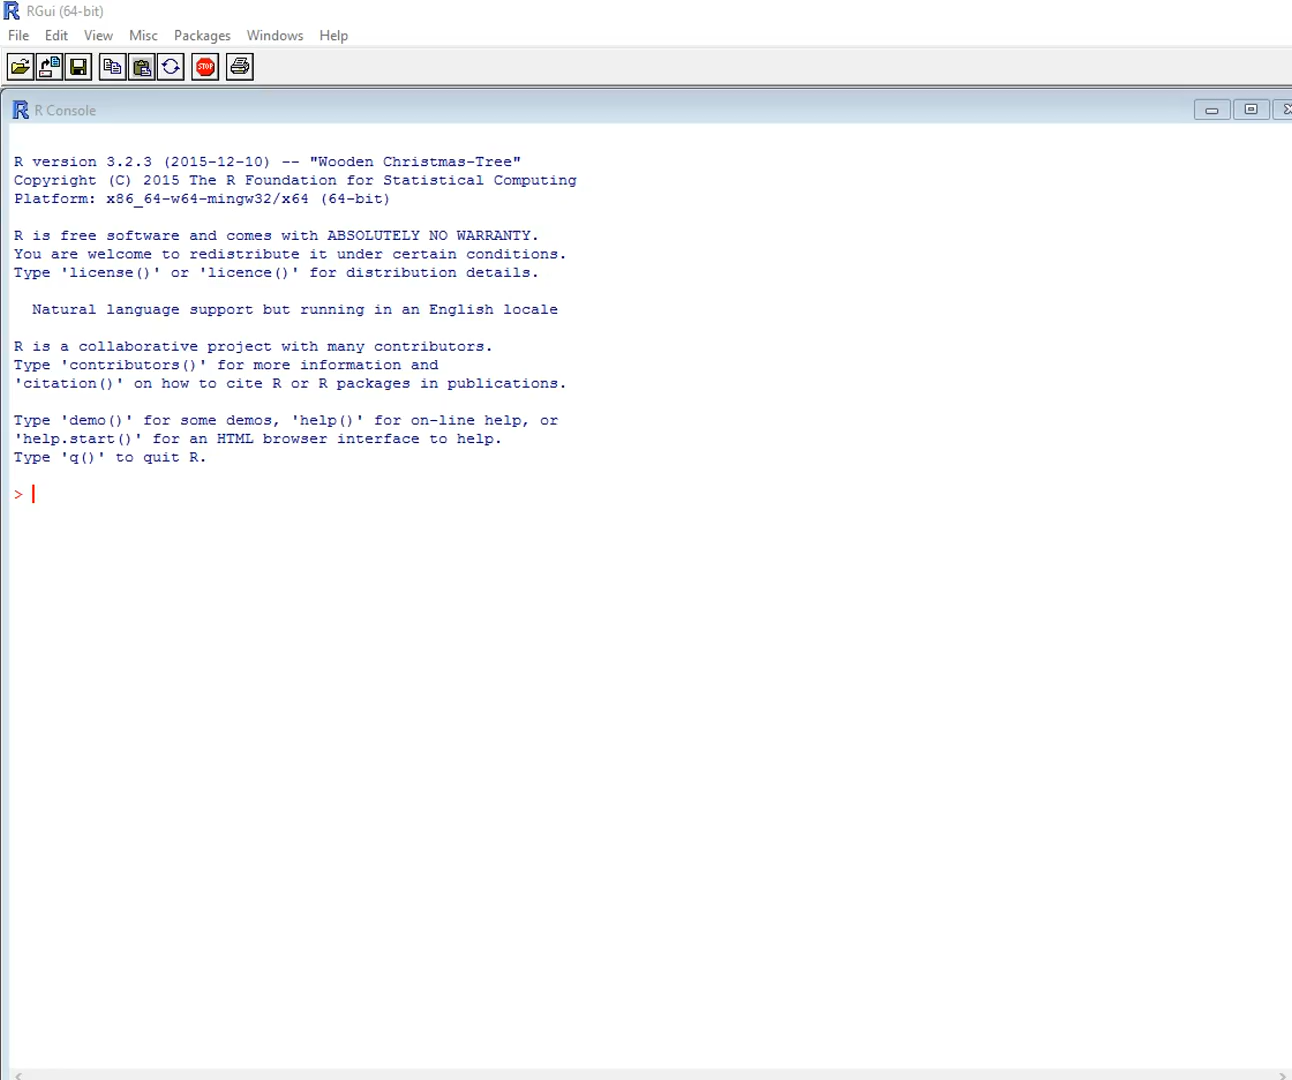 RGui (64-bit)
File Edit View Misc Packages Windows Help
STOP
R Console
R version 3.2.3 (2015-12-10) -- "Wooden Christmas-Tree"
Copyright (C) 2015 The R Foundation for Statistical Computing
Platform: x86_64-w64-mingw32/x64 (64-bit)
R is free software and comes with ABSOLUTELY NO WARRANTY.
You are welcome to redistribute it under certain conditions.
Type 'license()' or 'licence()' for distribution details.
Natural language support but running in an English locale
R is a collaborative project with many contributors.
Type 'contributors()' for more information and
'citation()' on how to cite R or R packages in publications.
Type 'demo()' for some demos, 'help()' for on-line help, or
'help.start()' for an HTML browser interface to help.
Type 'q()' to quit R.
>